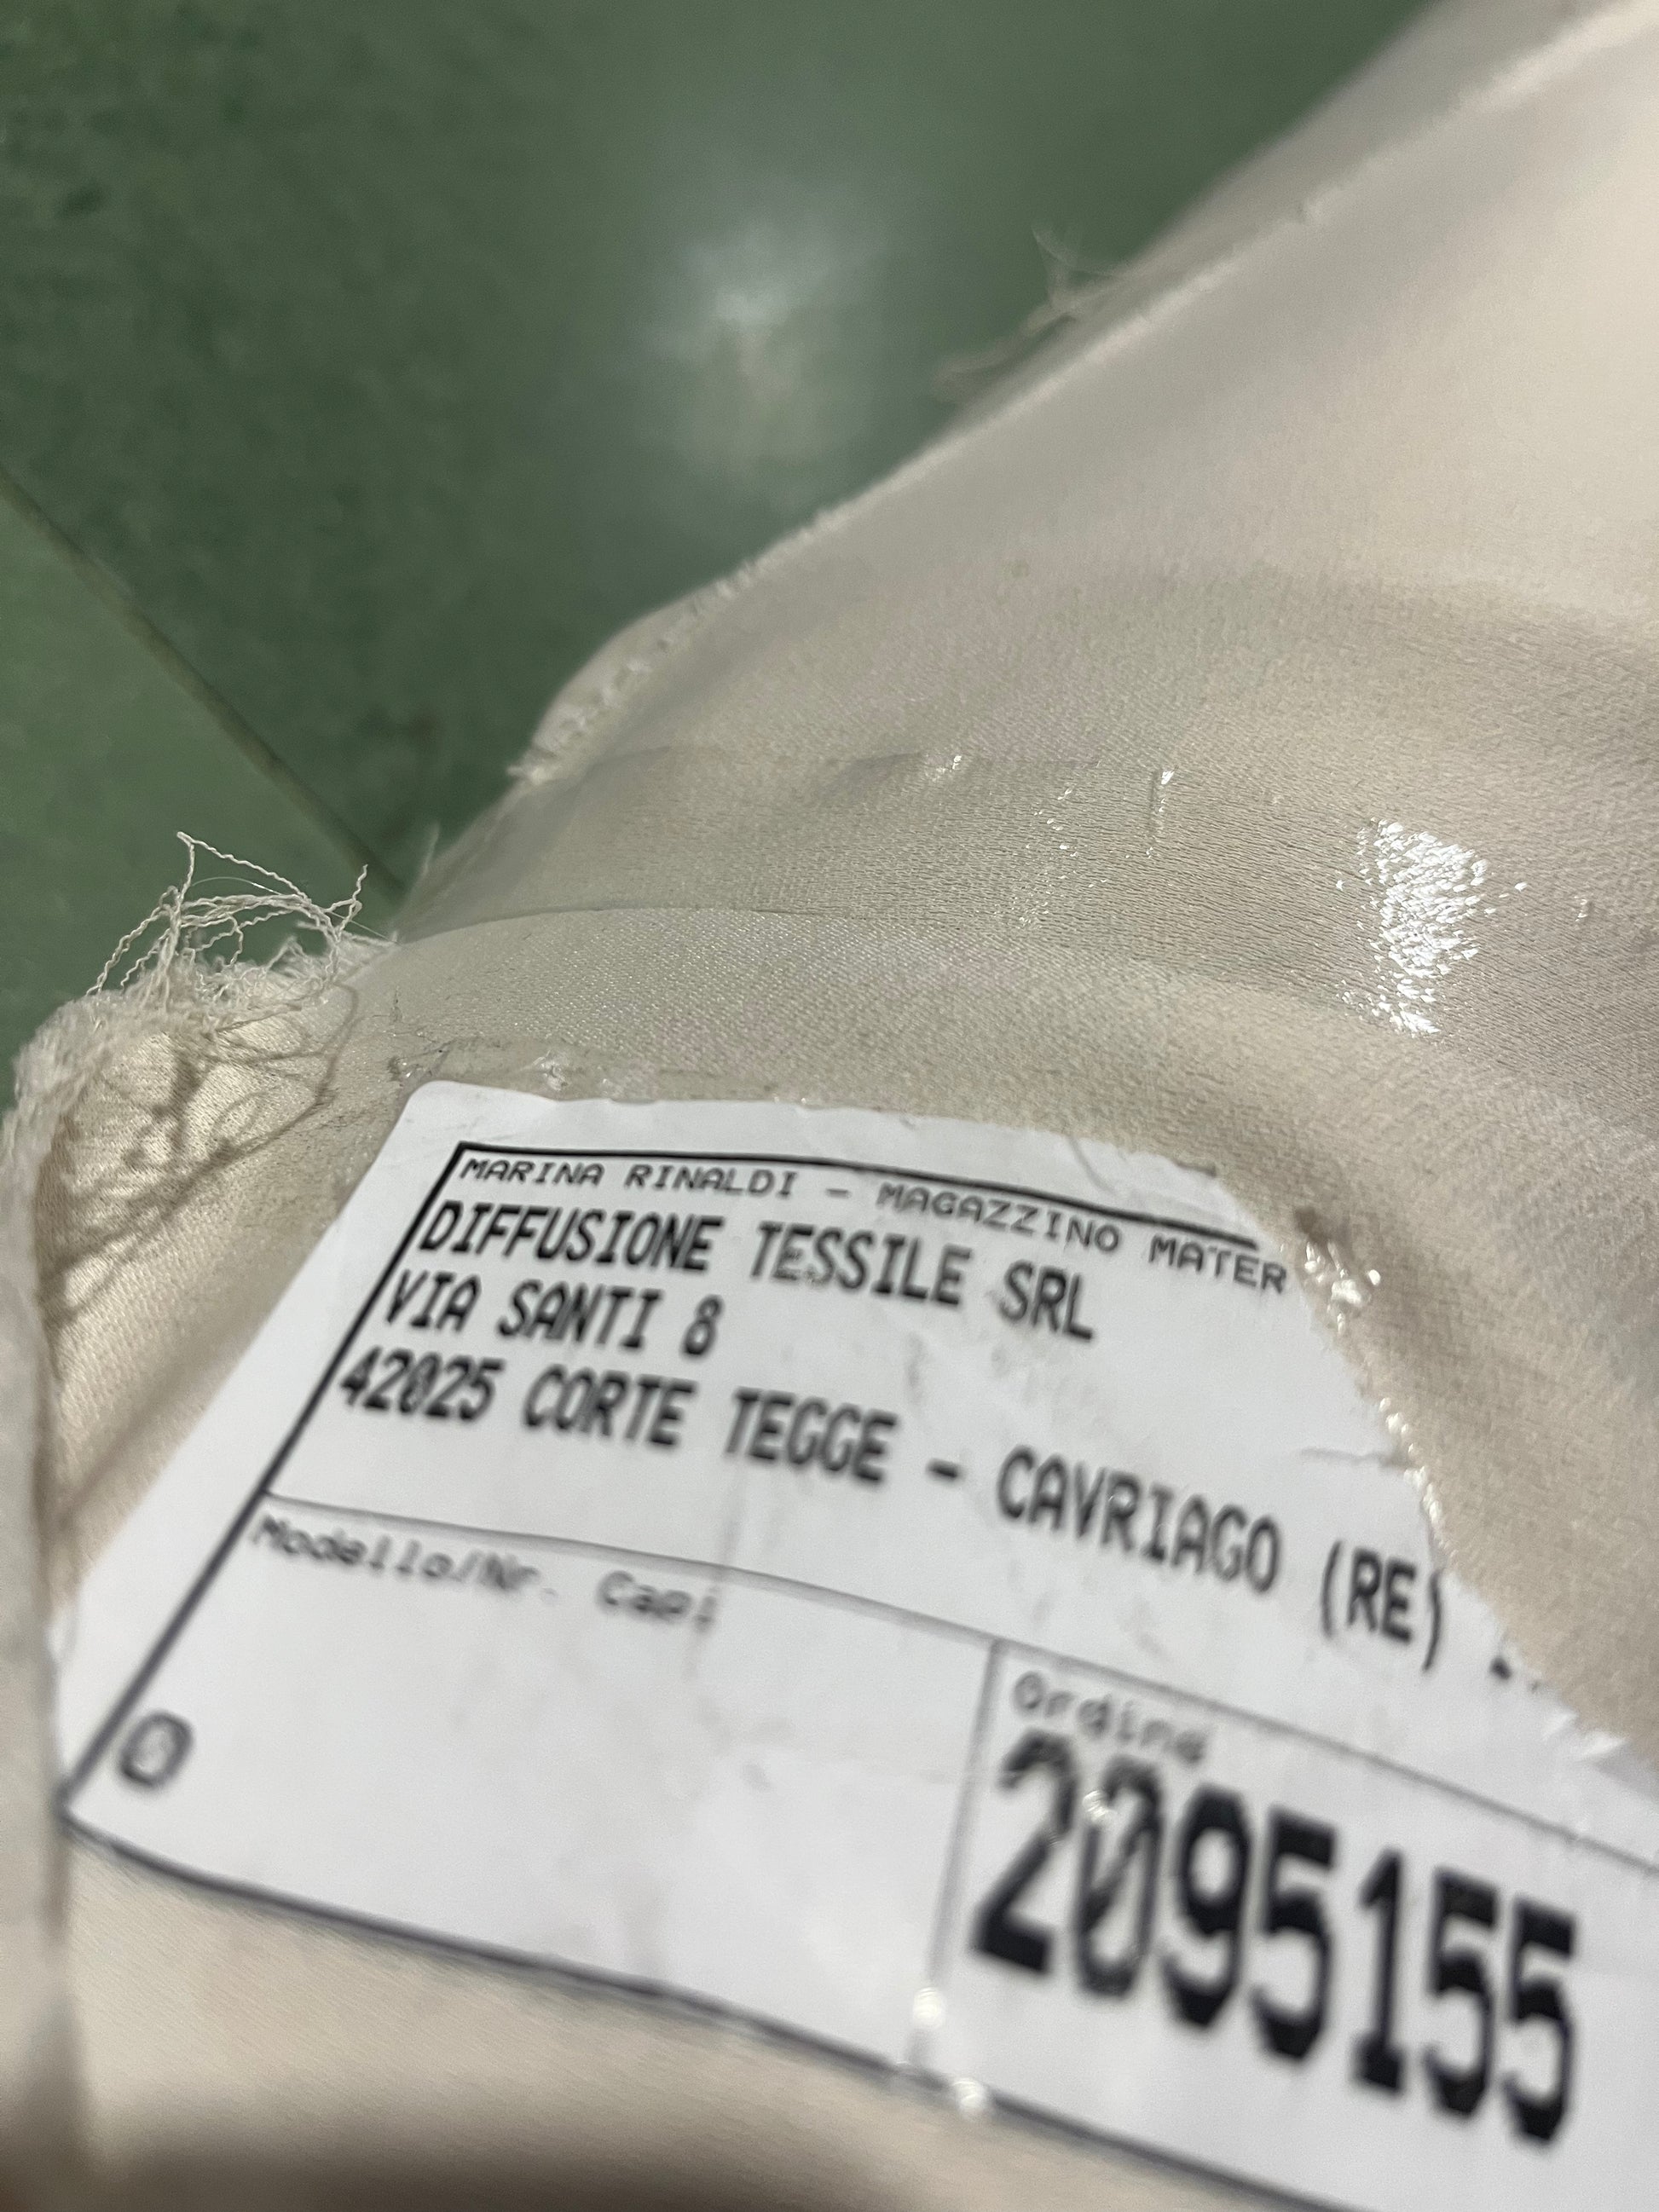 MARINA RINALDI - MAGAZZINO MATER
DIFFUSIONE TESSILE SRL
VIA SANTI 8
42025 CORTE TEGGE - CAVRIAGO (RE)
Modello/Nr. Capi
Ordine
0
2095155